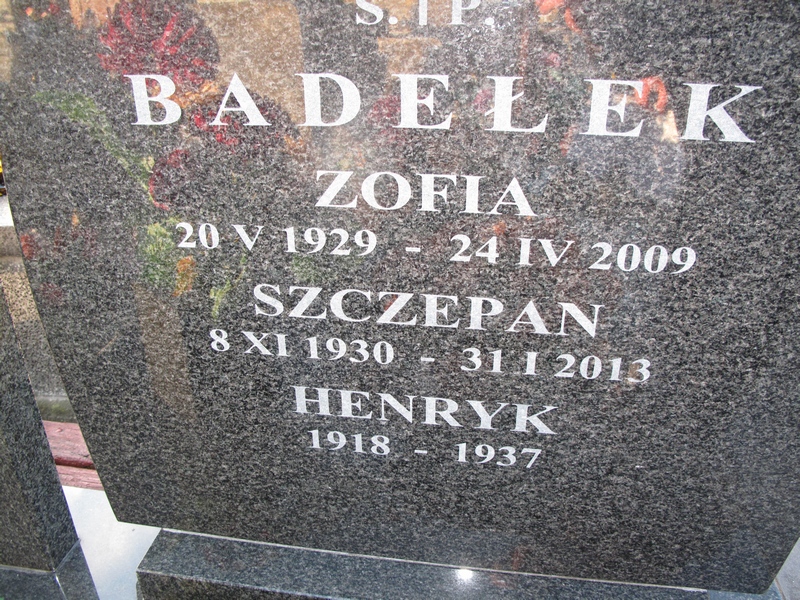 S. † P.
BADEŁEK
ZOFIA
20 V 1929 - 24 IV 2009
SZCZEPAN
8 XI 1930 - 31 I 2013
HENRYK
1918 - 1937